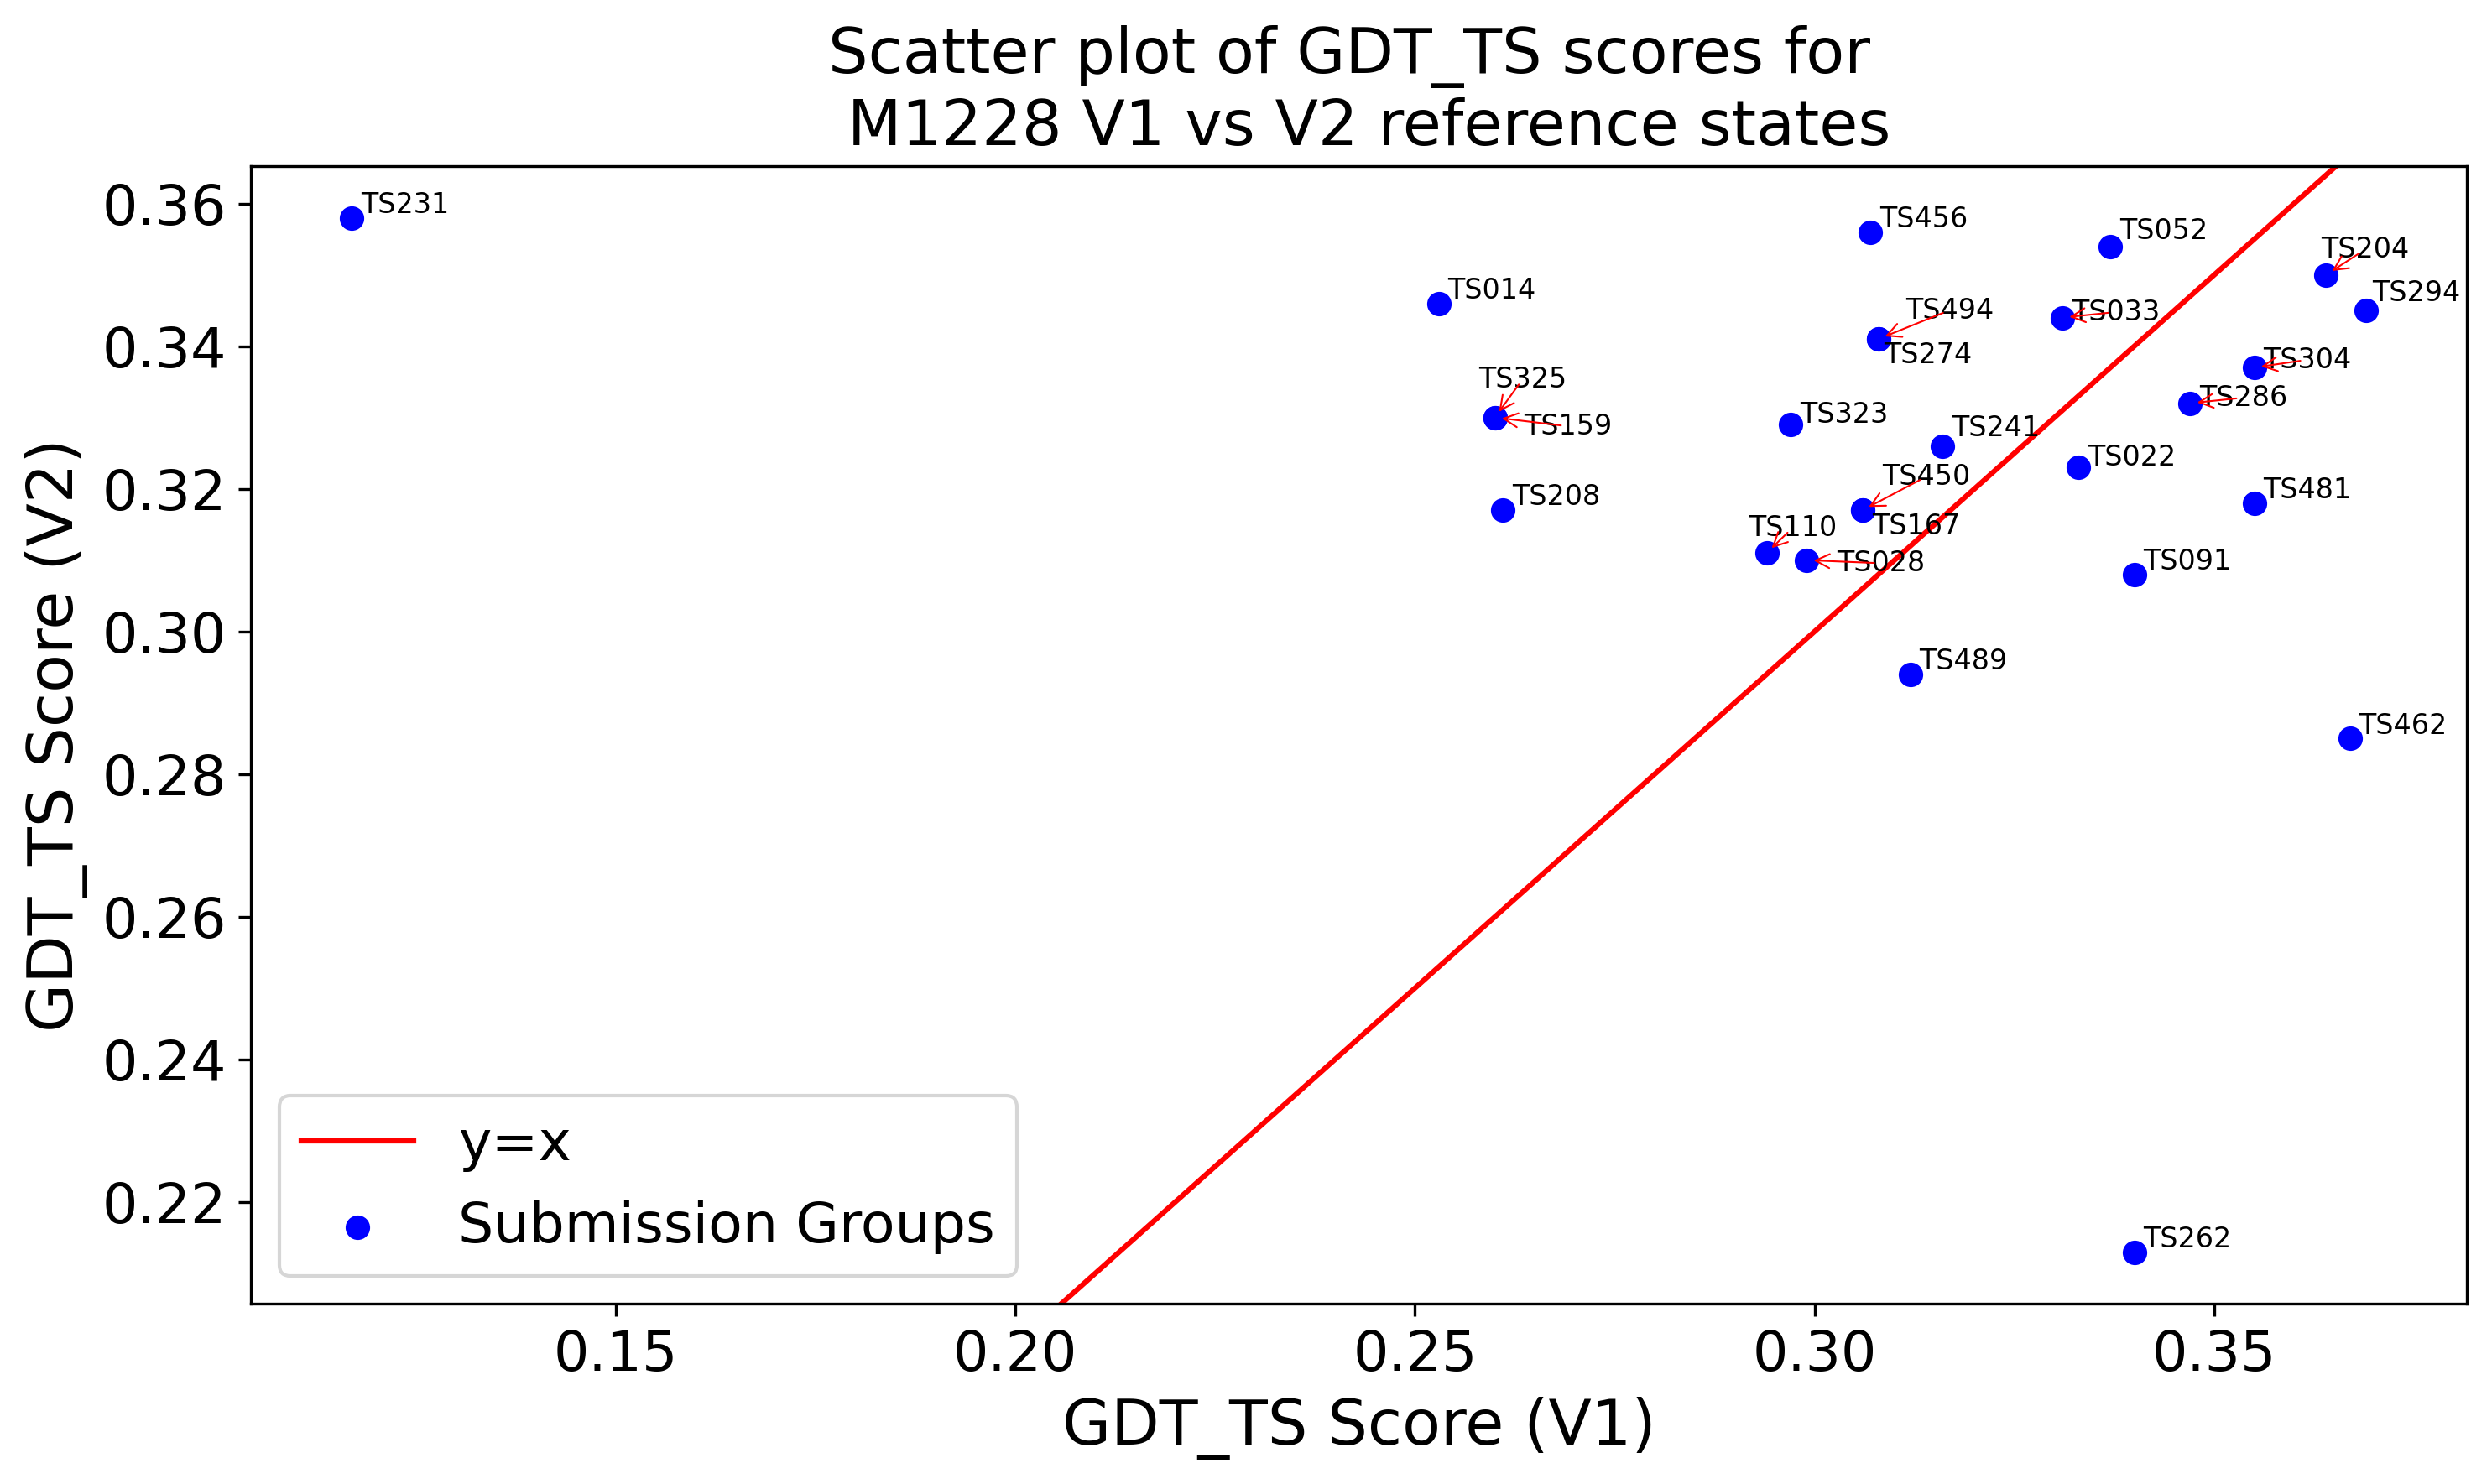 Scatter plot of GDT_TS scores for
M1228 V1 vs V2 reference states
GDT_TS Score (V2)
0.36
0.34
0.32
0.30
0.28
0.26
0.24
0.22
TS231
TS456
TS052
TS204
TS014
TS294
TS494
TS033
TS274
TS304
TS325
TS286
TS323
TS159
TS241
TS022
TS450
TS208
TS481
TS110
TS167
TS028
TS091
TS489
TS462
TS262
y=x
Submission Groups
0.15
0.20
0.25
0.30
0.35
GDT_TS Score (V1)